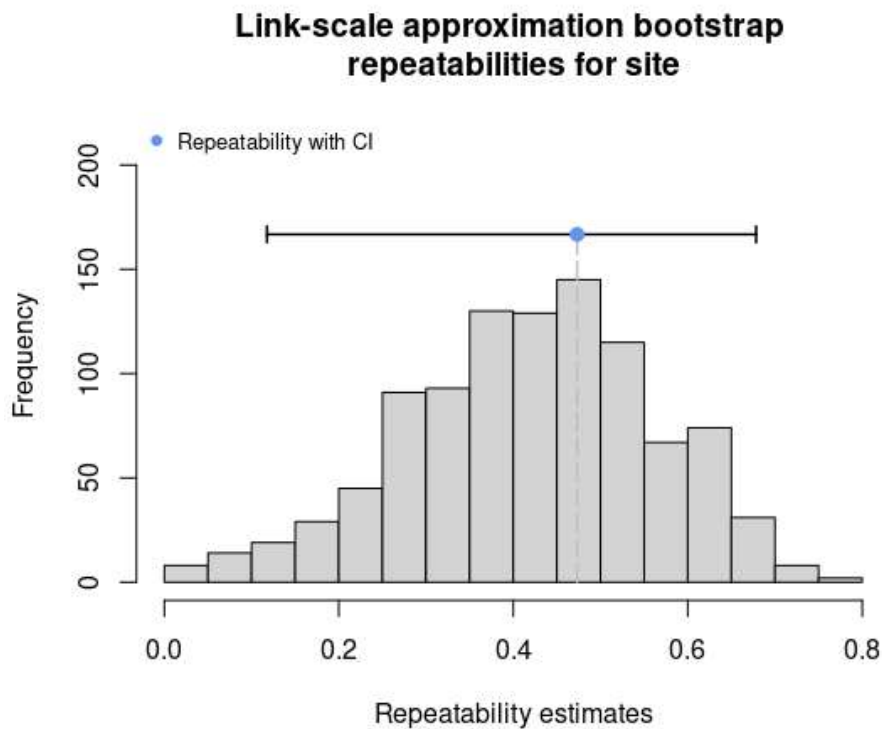 Link-scale approximation bootstrap
repeatabilities for site
Repeatability with CI
200
150
100
50
0
Frequency
0.0 0.2 0.4 0.6 0.8
Repeatability estimates